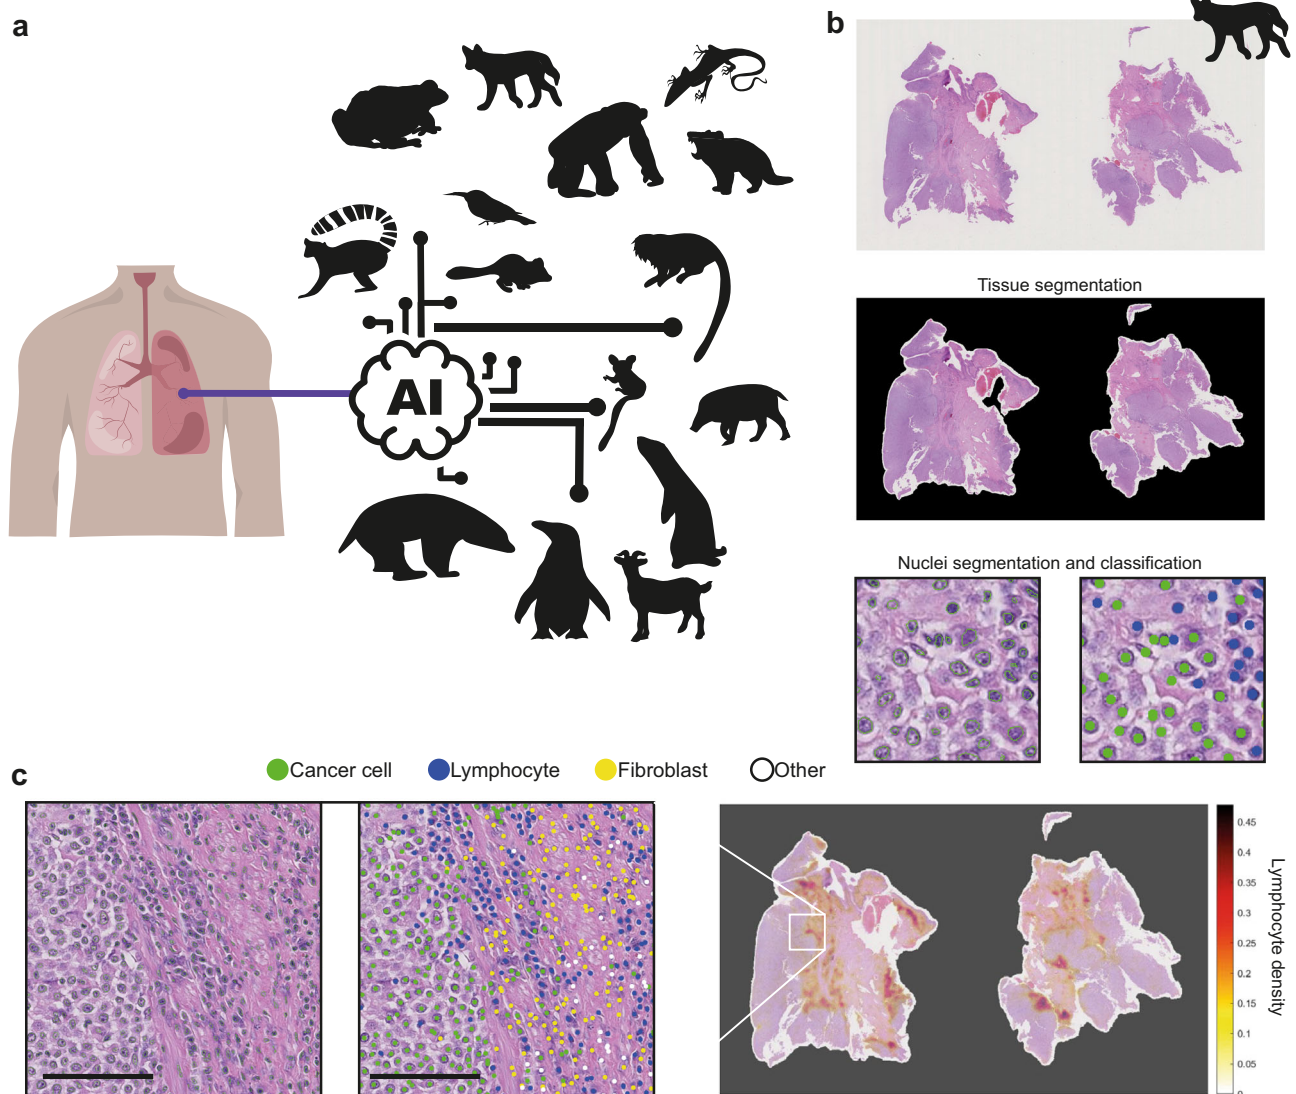 a
b
AI
Tissue segmentation
Nuclei segmentation and classification
c
Cancer cell
Lymphocyte
Fibroblast
Other
0.45
0.4
0.35
0.3
0.25
0.2
0.15
0.1
0.05
0
Lymphocyte density